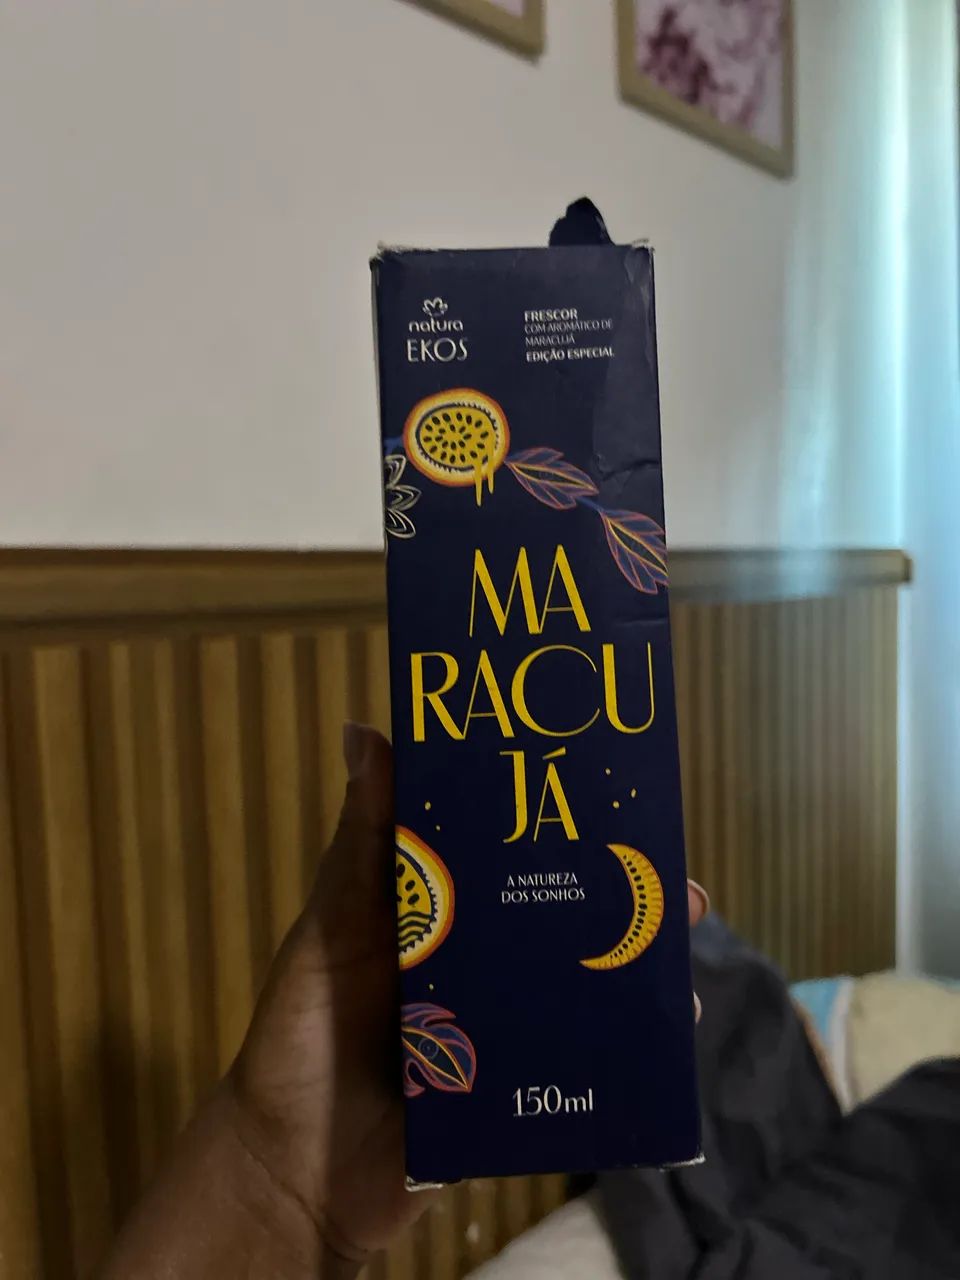 natura
EKOS
FRESCOR
COM AROMÁTICO DE
MARACUJÁ
EDIÇÃO ESPECIAL
MA
RACU
JÁ
A NATUREZA
DOS SONHOS
150ml